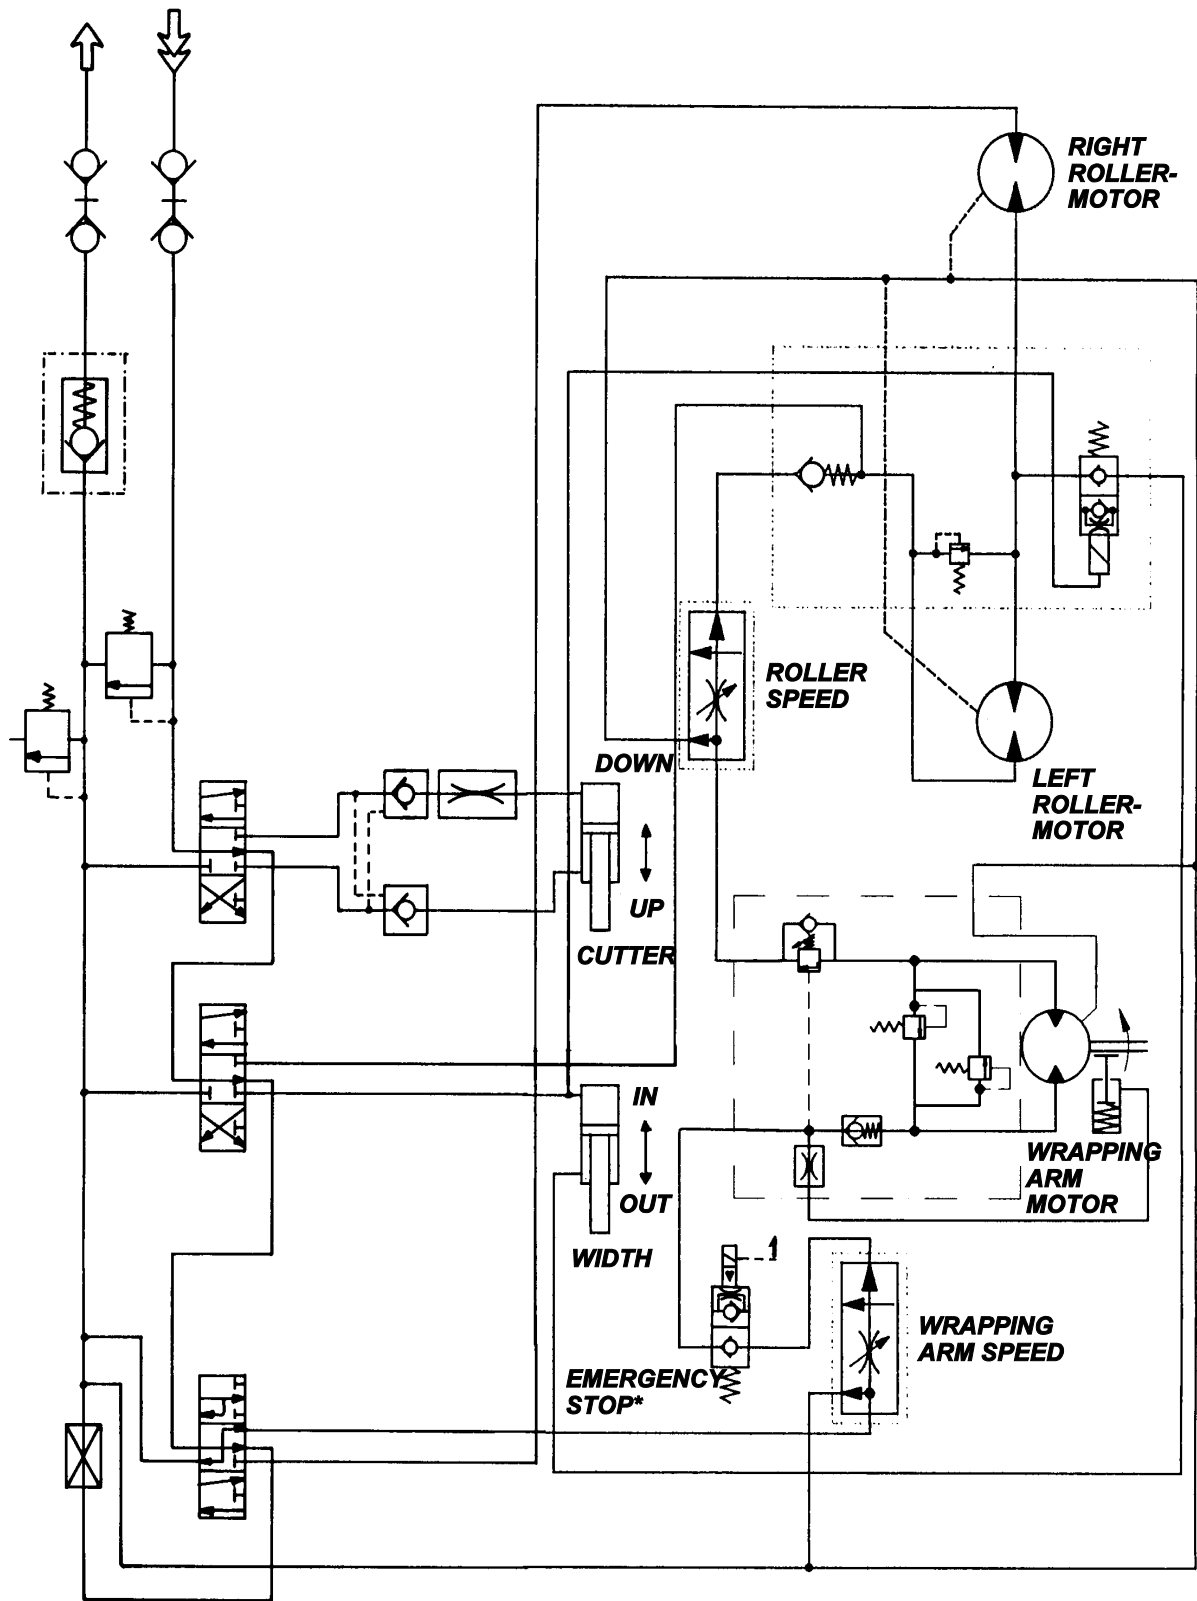 RIGHT
ROLLER-
MOTOR
ROLLER
SPEED
DOWN
LEFT
ROLLER-
MOTOR
UP
CUTTER
IN
OUT
WIDTH
WRAPPING
ARM
MOTOR
WRAPPING
ARM SPEED
EMERGENCY
STOP*